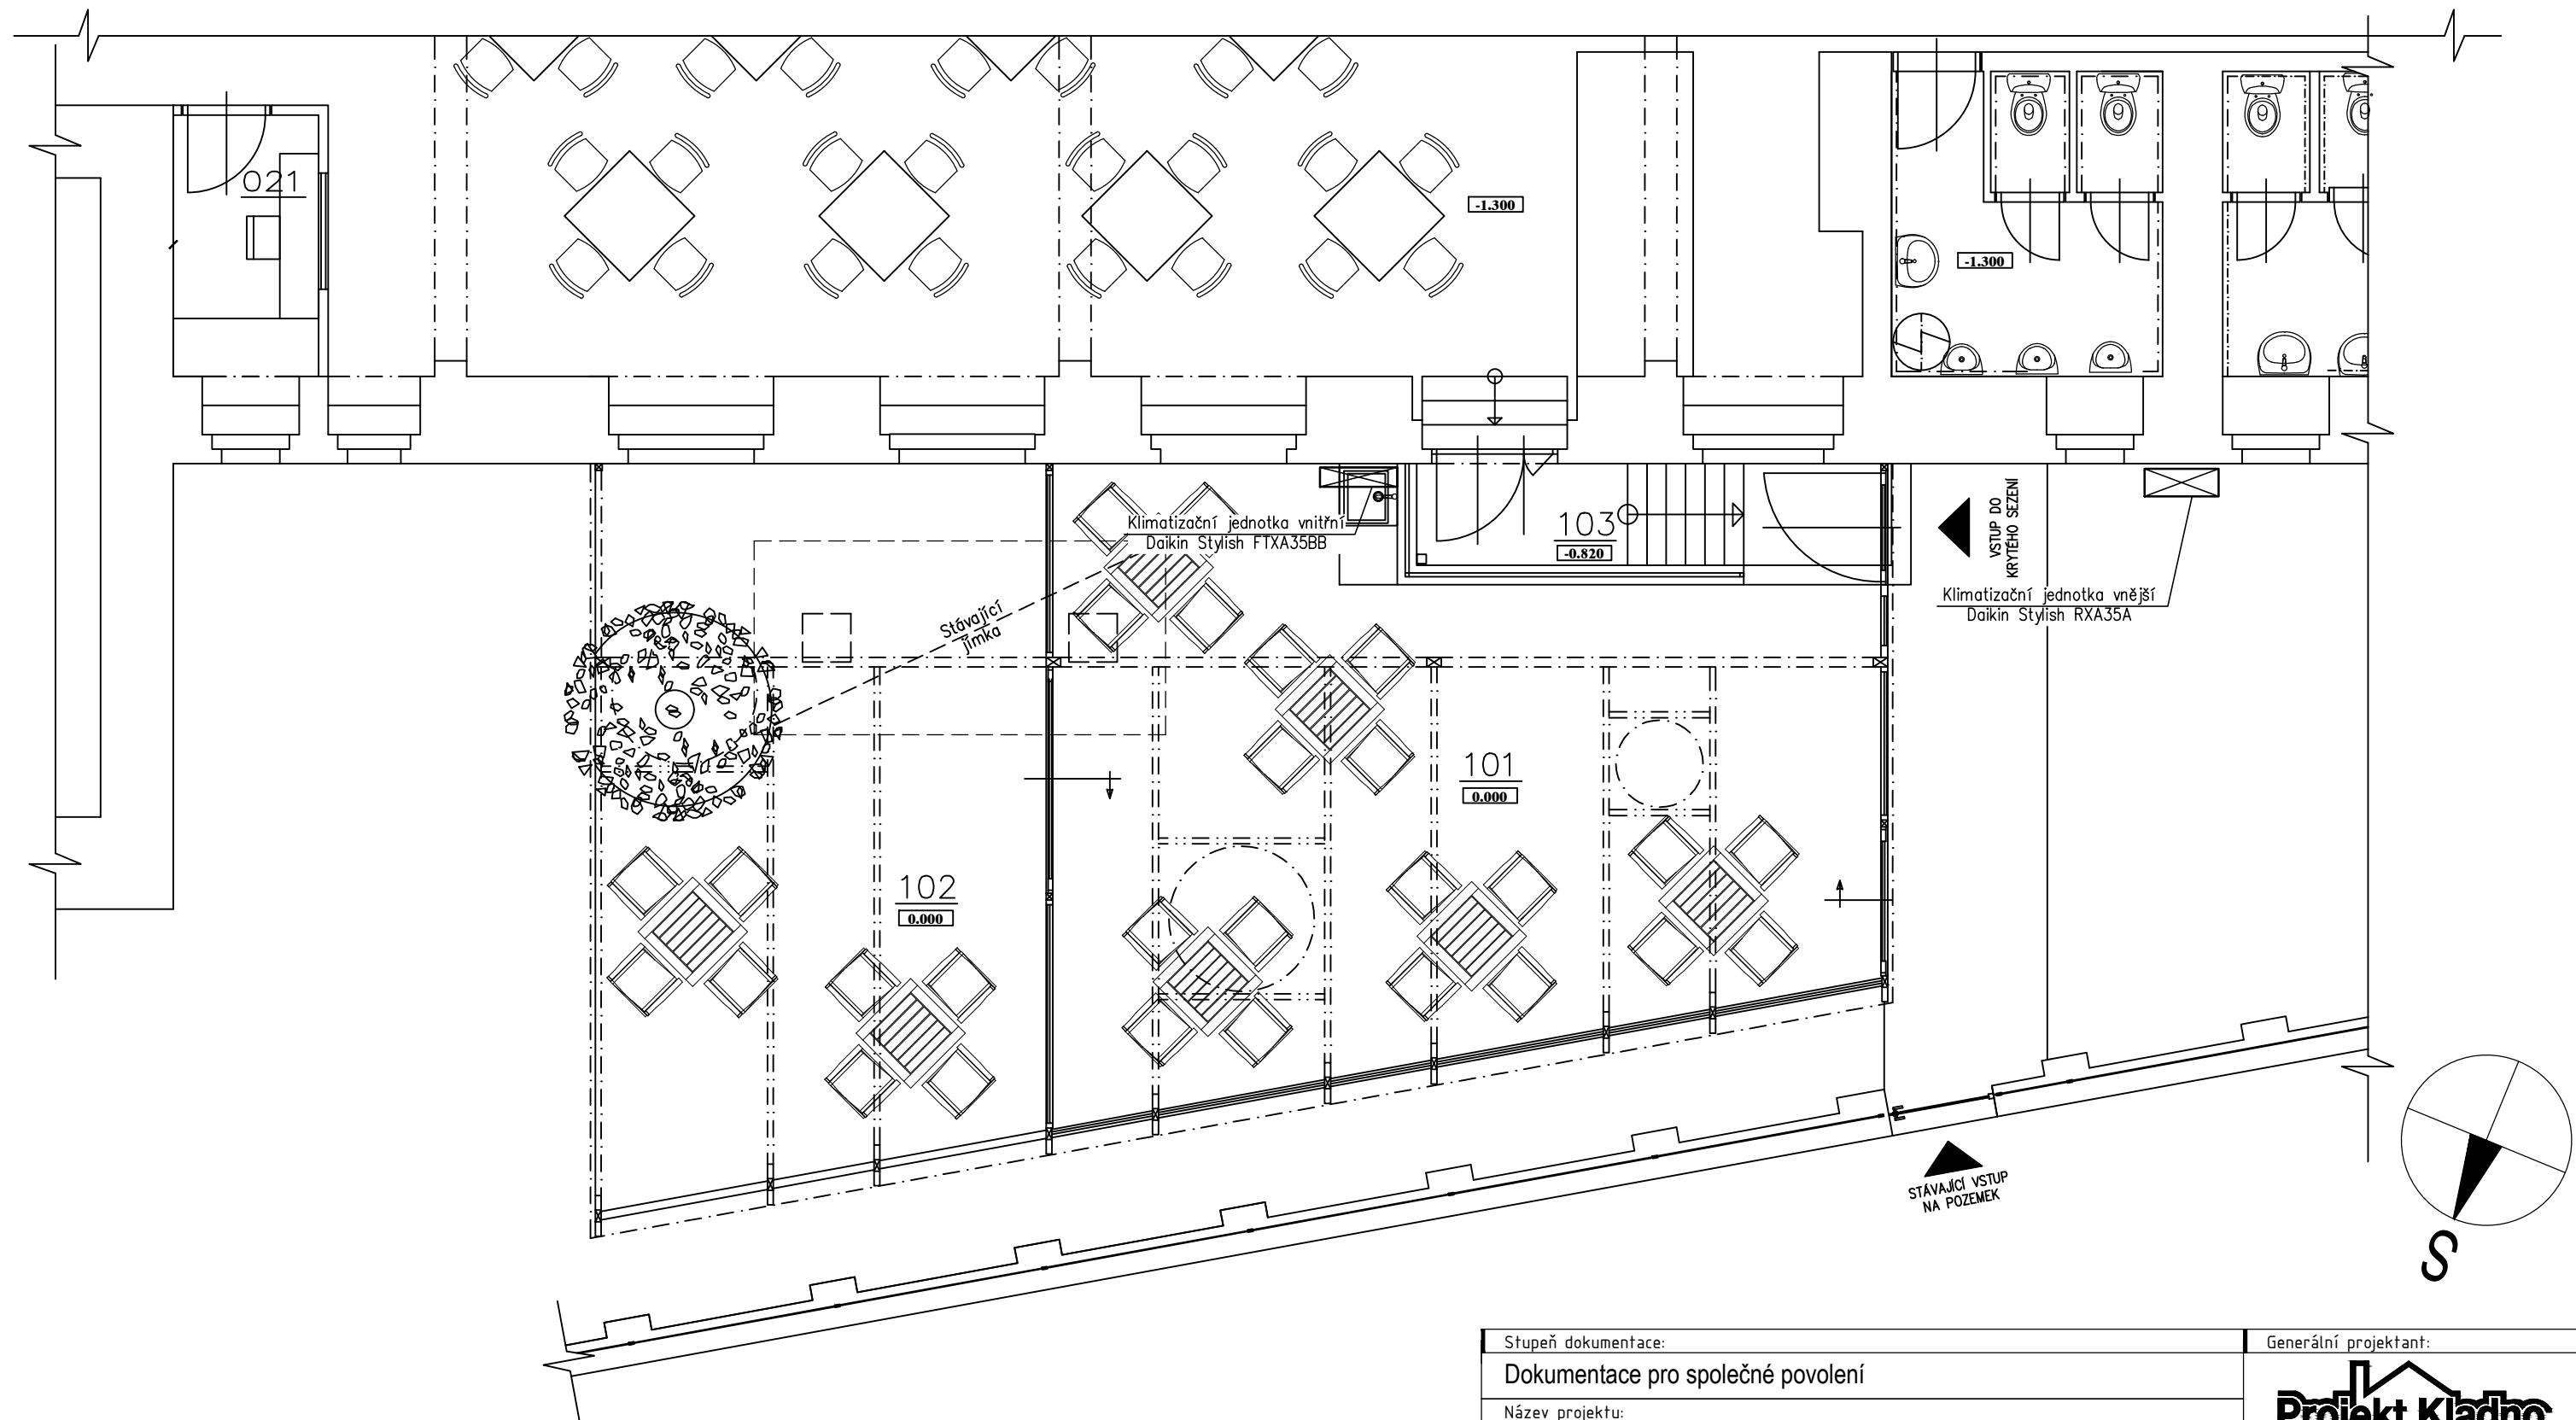 021
-1.300
-1.300
Klimatizační jednotka vnitřní
Daikin Stylish FTXA35BB
103
-0.820
VSTUP DO
KRYTÉHO SEZENÍ
Klimatizační jednotka vnější
Daikin Stylish RXA35A
Stávající
jímka
101
0.000
102
0.000
STÁVAJÍCÍ VSTUP
NA POZEMEK
S
Stupeň dokumentace:
Generální projektant:
Dokumentace pro společné povolení
Název projektu:
Projekt Kladno